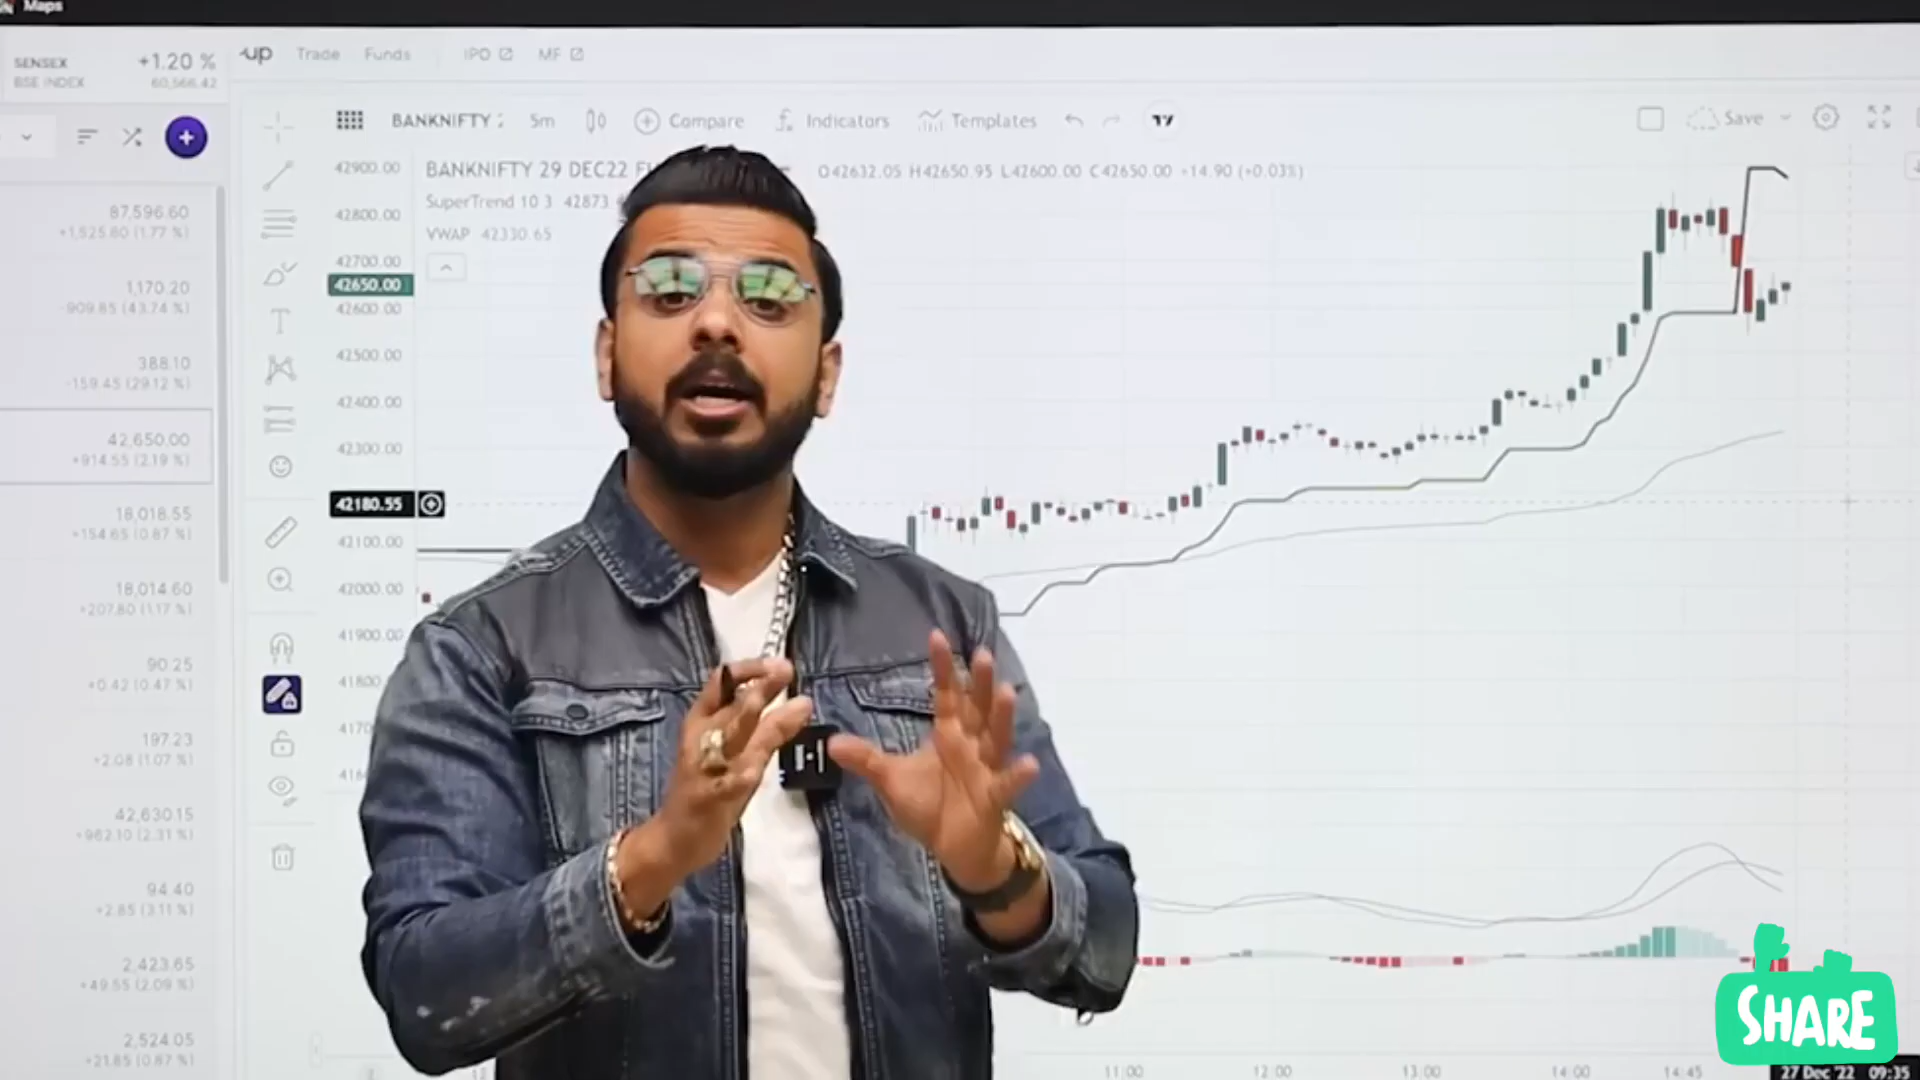 Maps
SENSEX +1.20 %
BSE INDEX 60,566.42
Trade Funds IPO MF
BANKNIFTY 5m Compare Indicators Templates Save
BANKNIFTY 29 DEC22 O42632.05 H42650.95 L42600.00 C42650.00 +14.90 (+0.03%)
SuperTrend 10 3 42873
VWAP 42330.65
87,596.60
+1,525.60 (1.77 %)
1,170.20
-909.85 (43.74 %)
388.10
-159.45 (29.12 %)
42,650.00
+914.55 (2.19 %)
18,018.55
+154.65 (0.87 %)
18,014.60
+207.80 (1.17 %)
90.25
+0.42 (0.47 %)
197.23
+2.08 (1.07 %)
42,630.15
+962.10 (2.31 %)
94.40
+2.85 (3.11 %)
2,423.65
+49.55 (2.09 %)
2,524.05
+21.85 (0.87 %)
42900.00
42800.00
42700.00
42650.00
42600.00
42500.00
42400.00
42300.00
42180.55
42100.00
42000.00
41900.00
11:00 12:00 13:00 14:00 14:45 27 Dec '22 09:35
SHARE